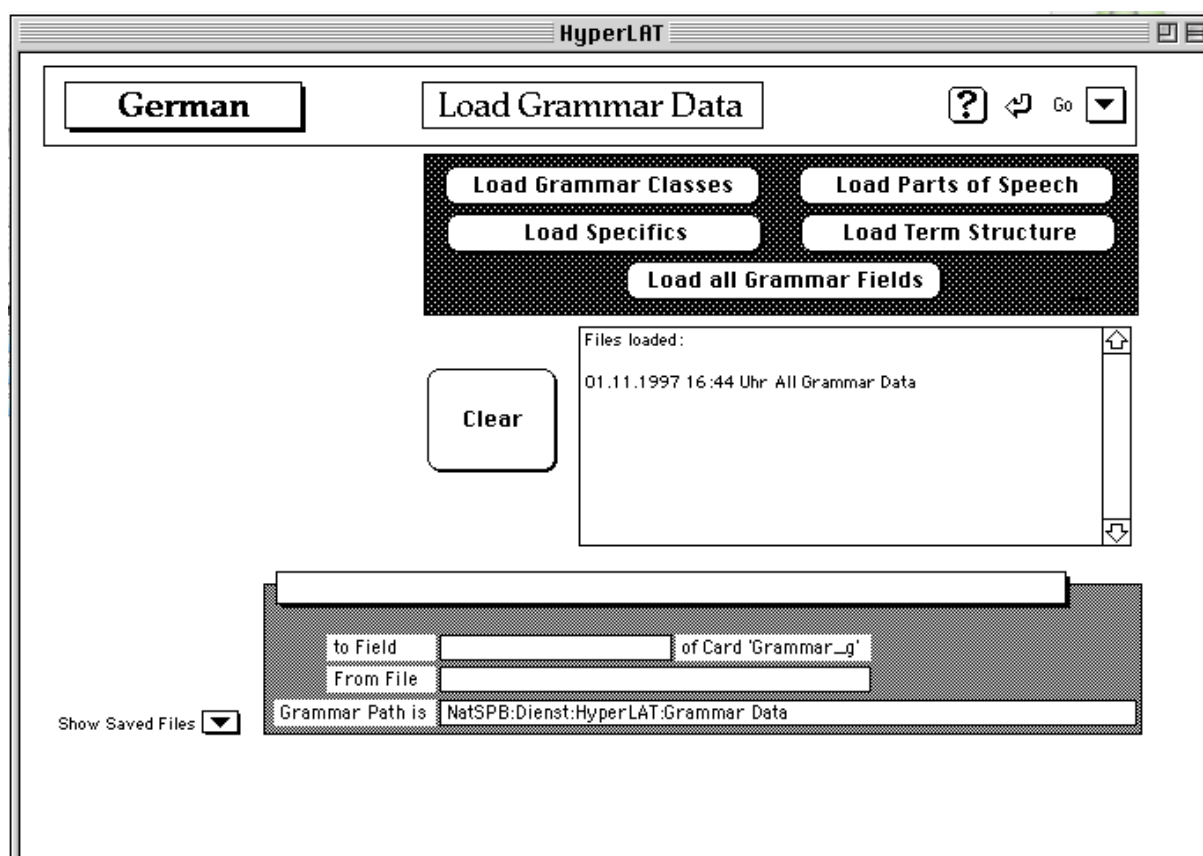 HyperLAT
German Load Grammar Data ? Go
Load Grammar Classes Load Parts of Speech
Load Specifics Load Term Structure
Load all Grammar Fields
...
Files loaded:
01.11.1997 16:44 Uhr All Grammar Data
Clear
to Field of Card 'Grammar_g'
From File
Grammar Path is NatSPB:Dienst:HyperLAT:Grammar Data
Show Saved Files